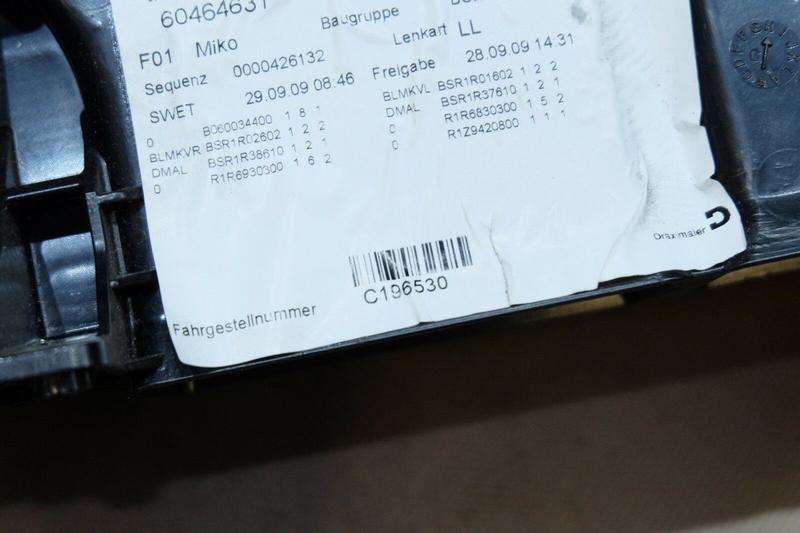 60464631
Baugruppe
F01 Miko
Lenkart LL
Sequenz 0000426132
Freigabe 28.09.09 14.31
SWET 29.09.09 08:46
0 B060034400 1 8 1
BLMKVR BSR1R02602 1 2 2
DMAL BSR1R38610 1 2 1
0 R1R6930300 1 6 2
BLMKVL BSR1R01602 1 2 2
DMAL BSR1R37610 1 1 2
0 R1R6830300 1 5 2
0 R1Z9420800 1 1 1
Dräxlmaier
C196530
Fahrgestellnummer